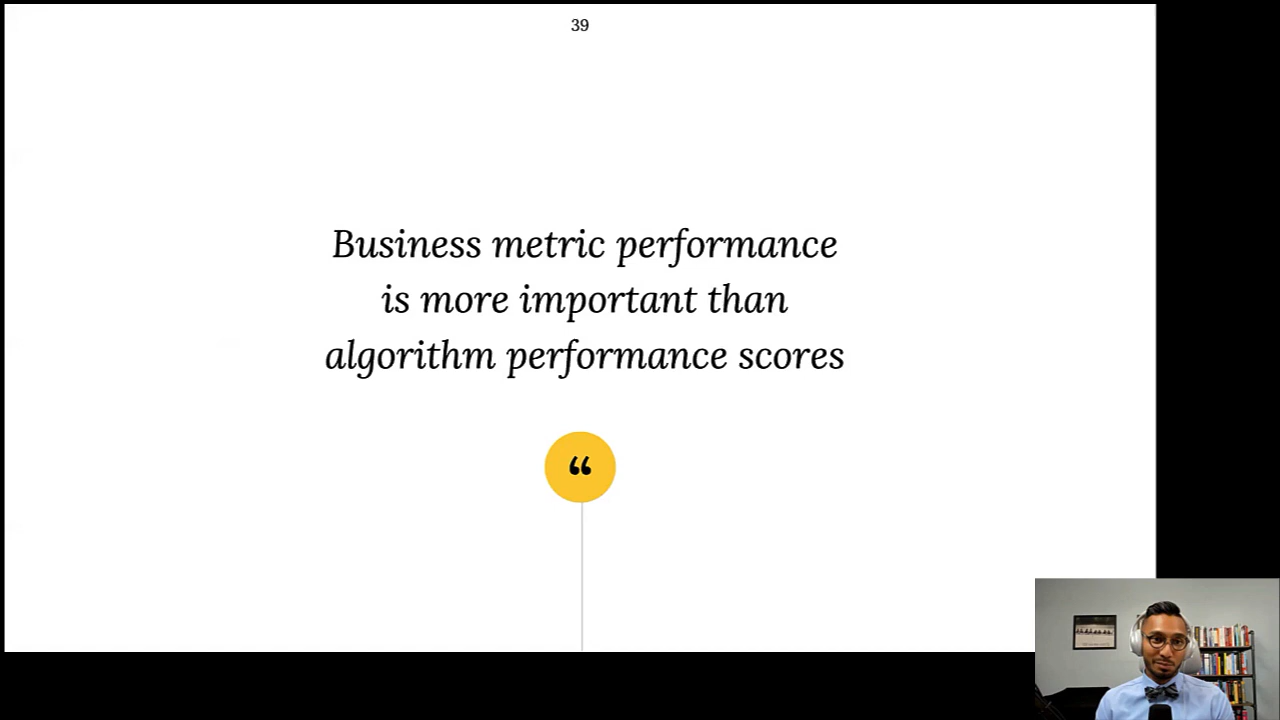 39
Business metric performance
is more important than
algorithm performance scores
“